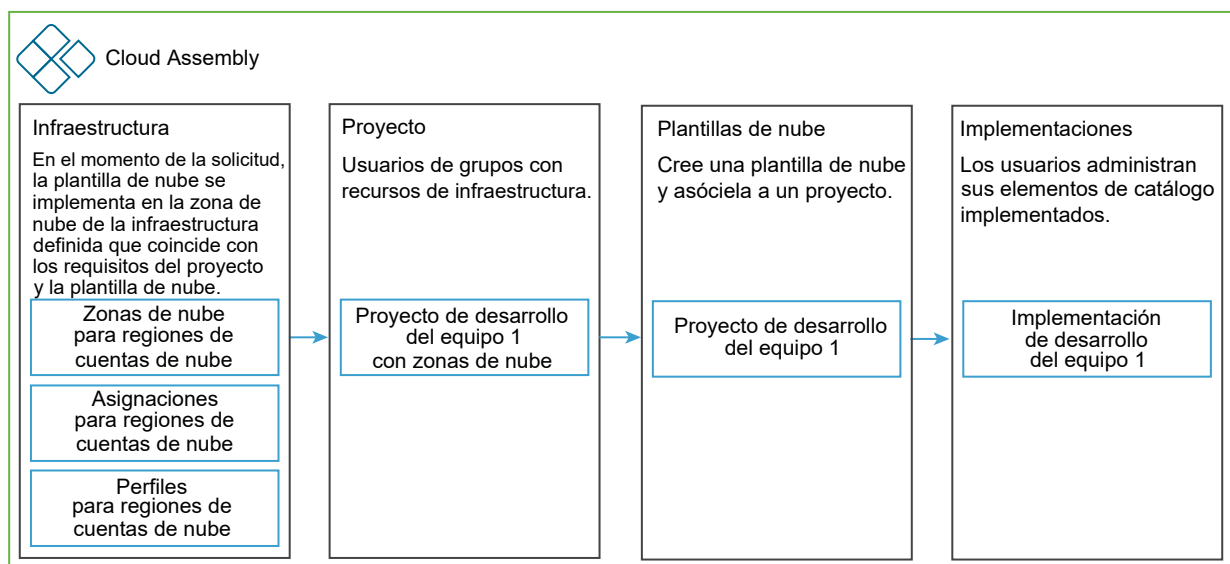 Cloud Assembly
Infraestructura
En el momento de la solicitud,
la plantilla de nube se
implementa en la zona de
nube de la infraestructura
definida que coincide con
los requisitos del proyecto
y la plantilla de nube.
Zonas de nube
para regiones de
cuentas de nube
Asignaciones
para regiones de
cuentas de nube
Perfiles
para regiones de
cuentas de nube
Proyecto
Usuarios de grupos con
recursos de infraestructura.
Proyecto de desarrollo
del equipo 1
con zonas de nube
Plantillas de nube
Cree una plantilla de nube
y asóciela a un proyecto.
Proyecto de desarrollo
del equipo 1
Implementaciones
Los usuarios administran
sus elementos de catálogo
implementados.
Implementación
de desarrollo
del equipo 1